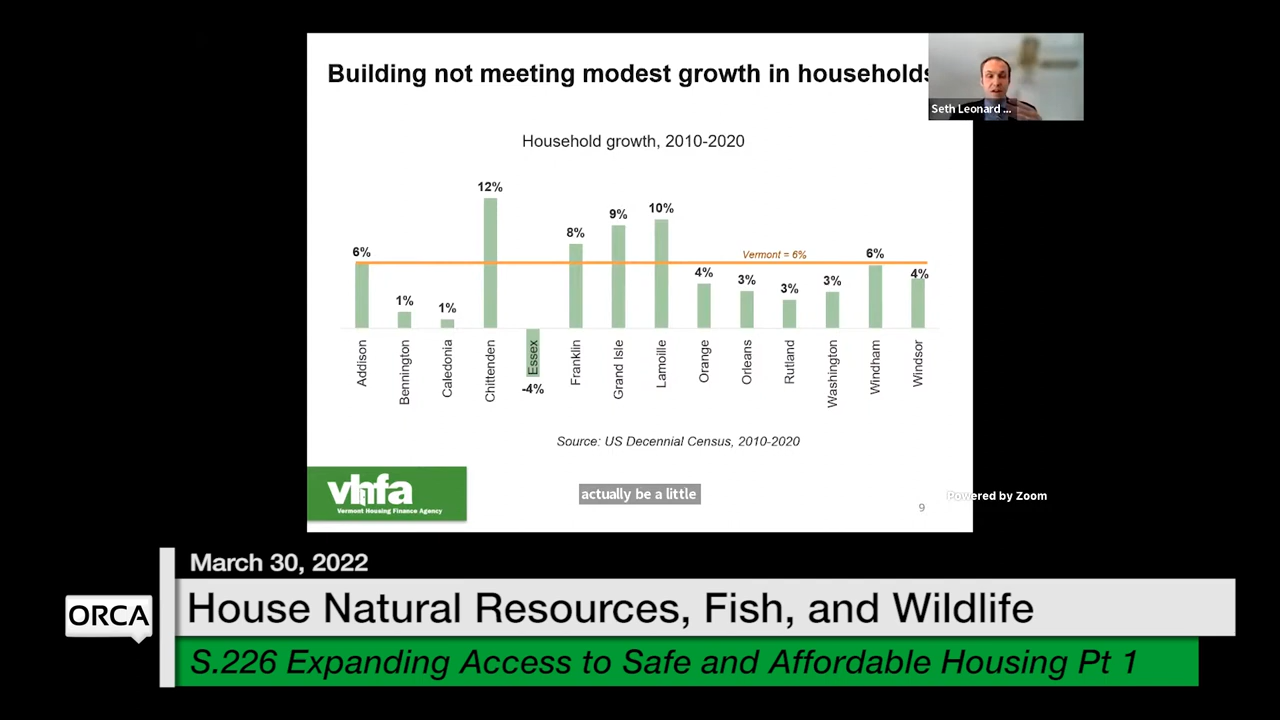 Building not meeting modest growth in households
Seth Leonard ...
Household growth, 2010-2020
12%
10%
9%
8%
6%
Vermont = 6%
6%
4%
3%
3%
3%
4%
1%
1%
Addison
Bennington
Caledonia
Chittenden
Essex
Franklin
Grand Isle
Lamoille
Orange
Orleans
Rutland
Washington
Windham
Windsor
-4%
Source: US Decennial Census, 2010-2020
vhfa
Vermont Housing Finance Agency
actually be a little
Powered by Zoom
9
March 30, 2022
ORCA
House Natural Resources, Fish, and Wildlife
S.226 Expanding Access to Safe and Affordable Housing Pt 1